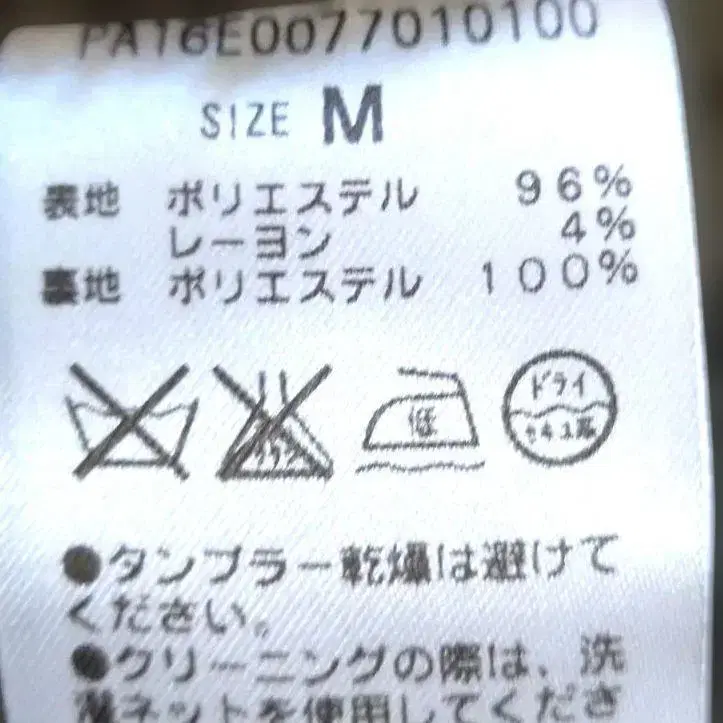 PA16E0077010100
SIZE M
表地 ポリエステル 96%
レーヨン 4%
裏地 ポリエステル 100%
低
ドライ
セキユ系
●タンブラー乾燥は避けて
ください。
●クリーニングの際は、洗
濯ネットを使用してくださ